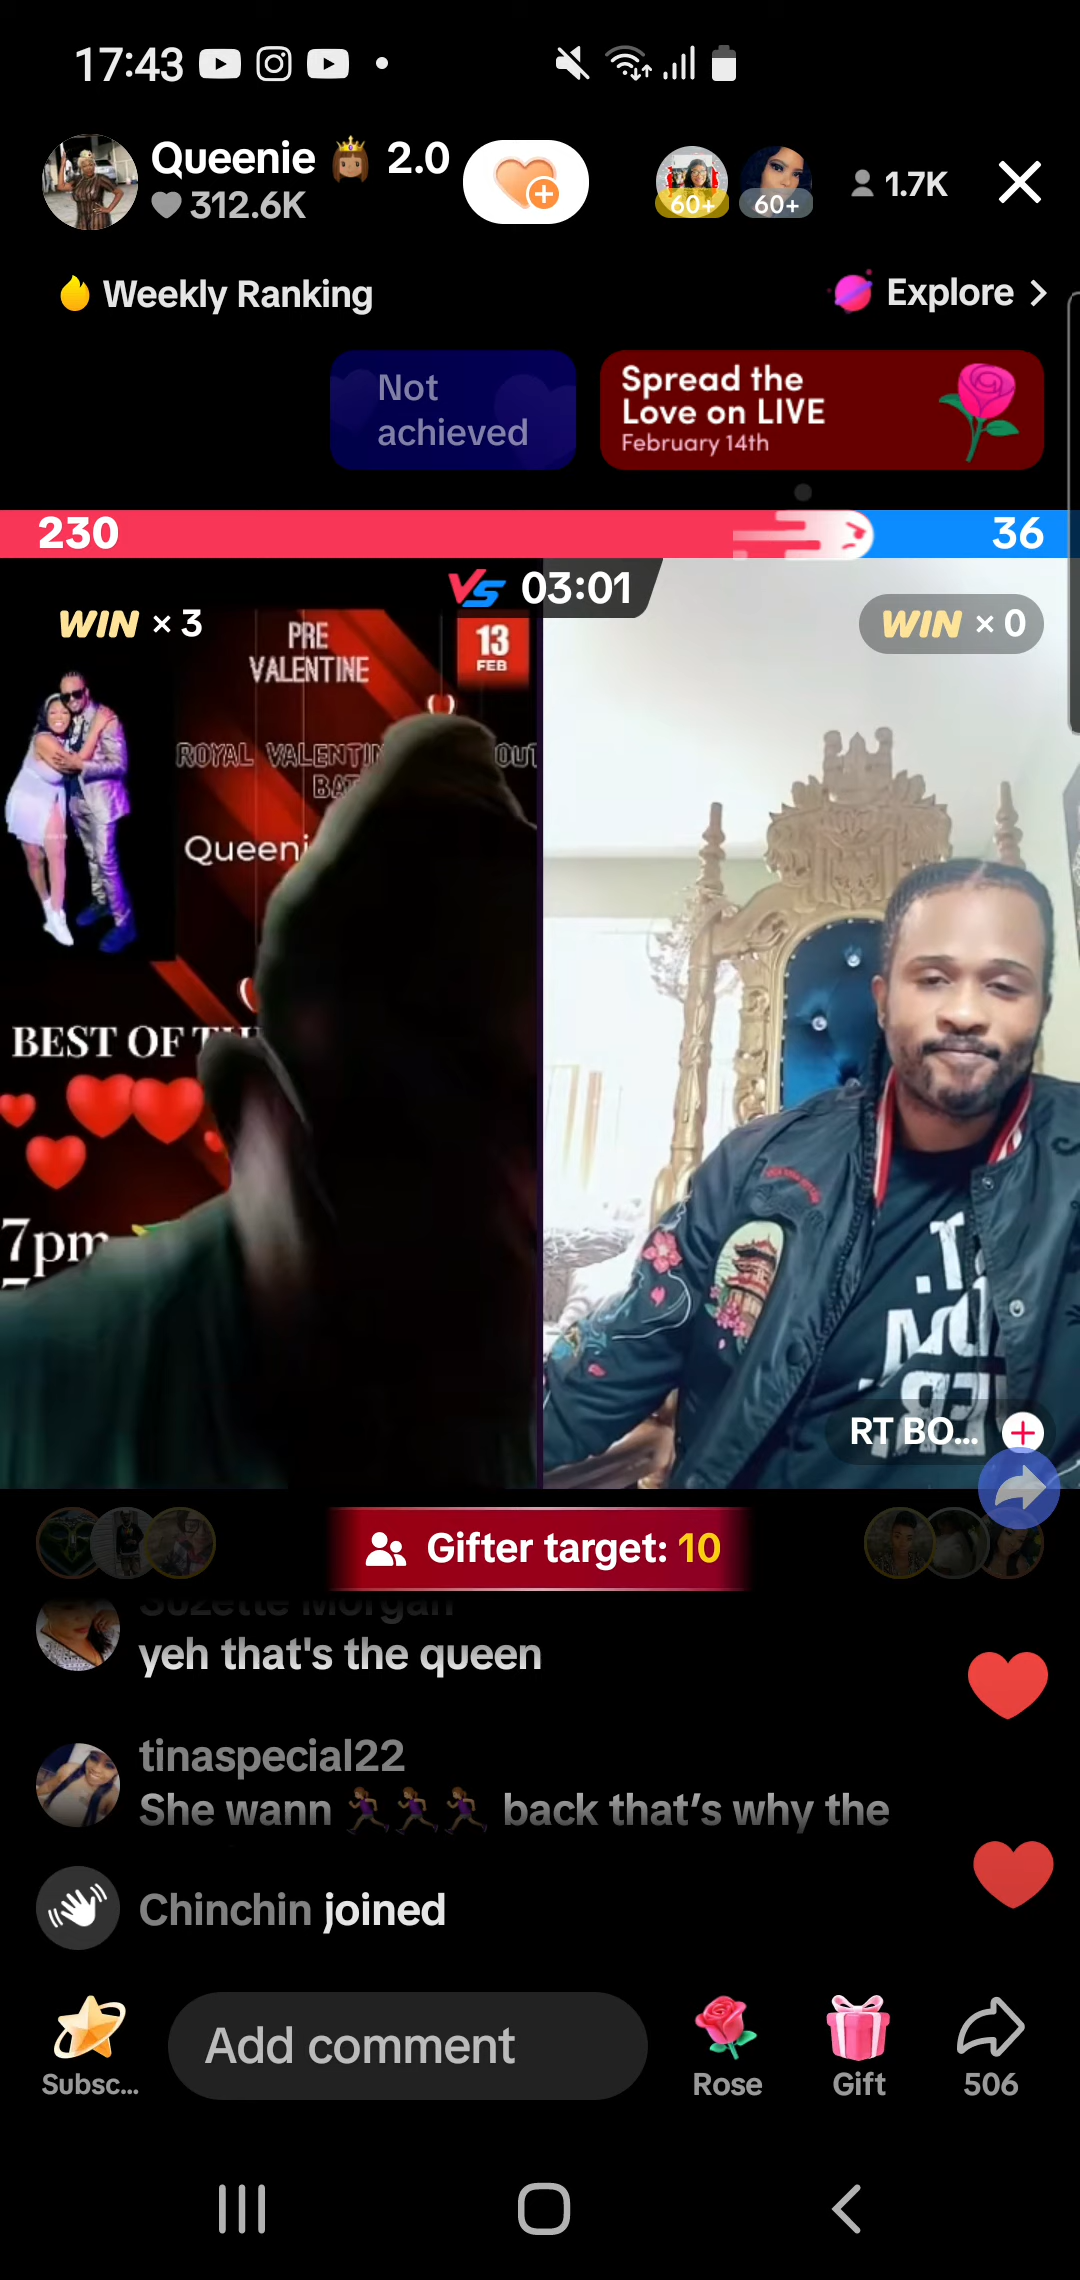 17:43
Queenie 2.0
312.6K
60+
60+
1.7K
Weekly Ranking
Explore
Not
achieved
Spread the
Love on LIVE
February 14th
230
36
VS 03:01
WIN × 3
WIN × 0
PRE
VALENTINE
13
FEB
ROYAL
Queeni
BEST OF
7pm
RT BO...
Gifter target: 10
Suzette Morgan
yeh that's the queen
tinaspecial22
She wann 🏃🏽‍♀️🏃🏽‍♀️🏃🏽‍♀️ back that's why the
Chinchin joined
Subsc...
Add comment
Rose
Gift
506